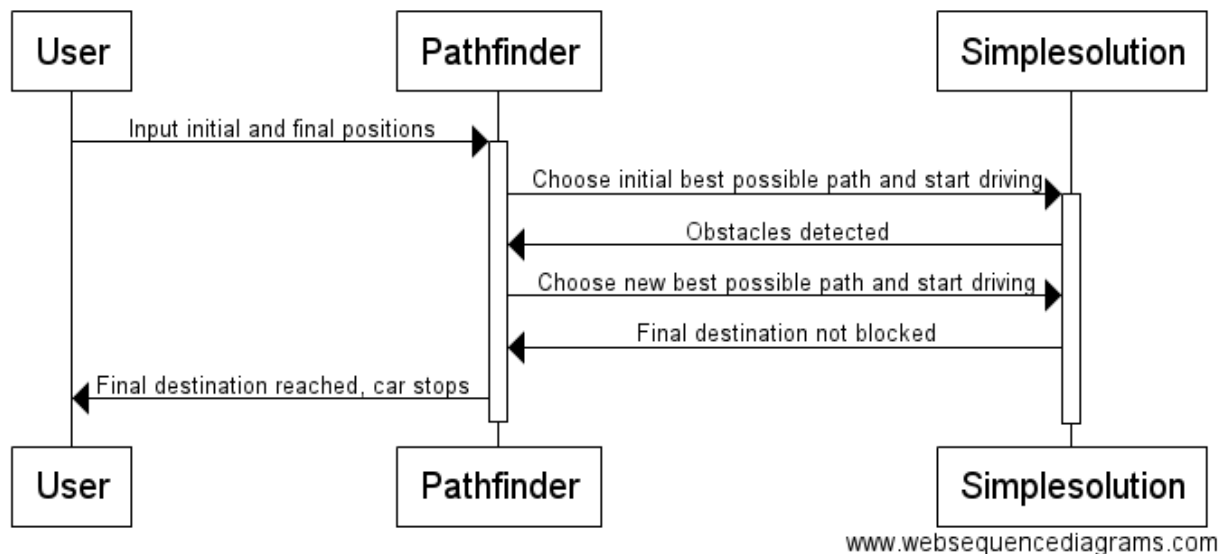 User
Pathfinder
Simplesolution
Input initial and final positions
Choose initial best possible path and start driving
Obstacles detected
Choose new best possible path and start driving
Final destination not blocked
Final destination reached, car stops
User
Pathfinder
Simplesolution
www.websequencediagrams.com